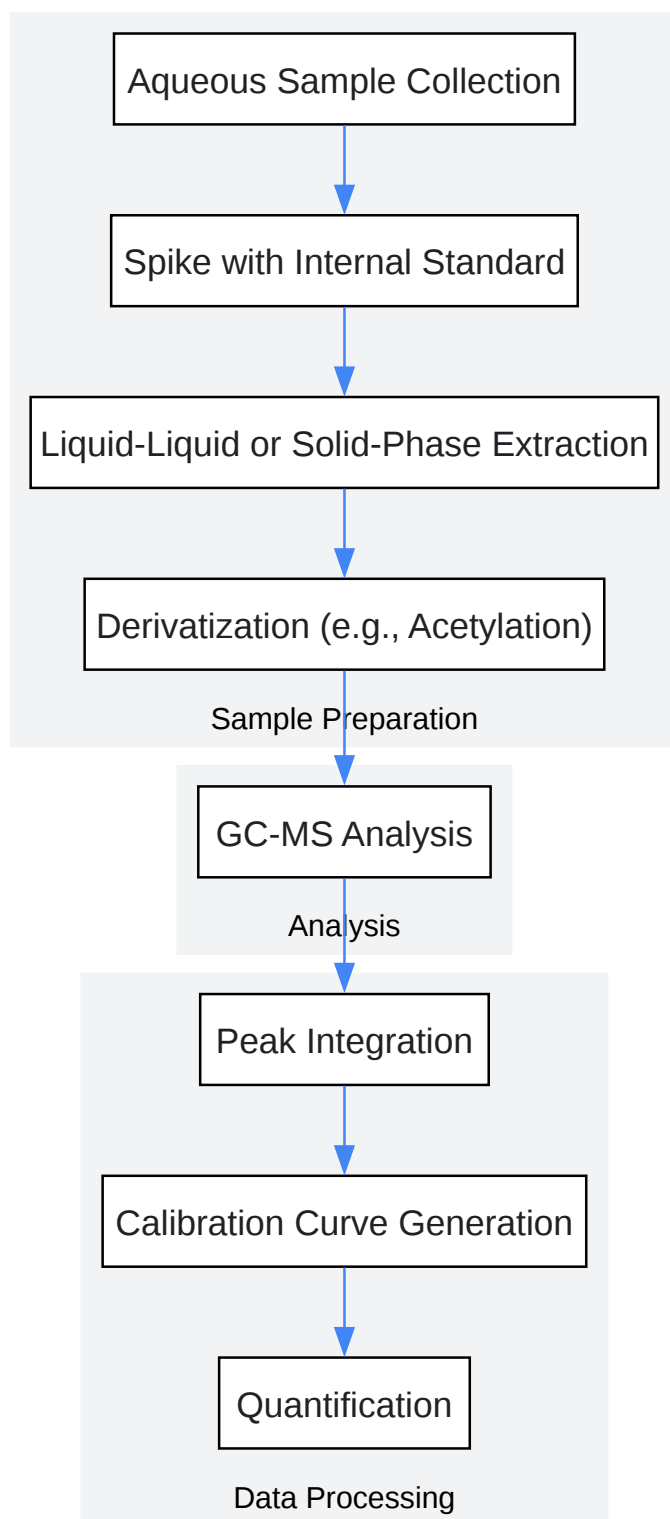 Aqueous Sample Collection
Spike with Internal Standard
Liquid-Liquid or Solid-Phase Extraction
Derivatization (e.g., Acetylation)
Sample Preparation
GC-MS Analysis
Analysis
Peak Integration
Calibration Curve Generation
Quantification
Data Processing